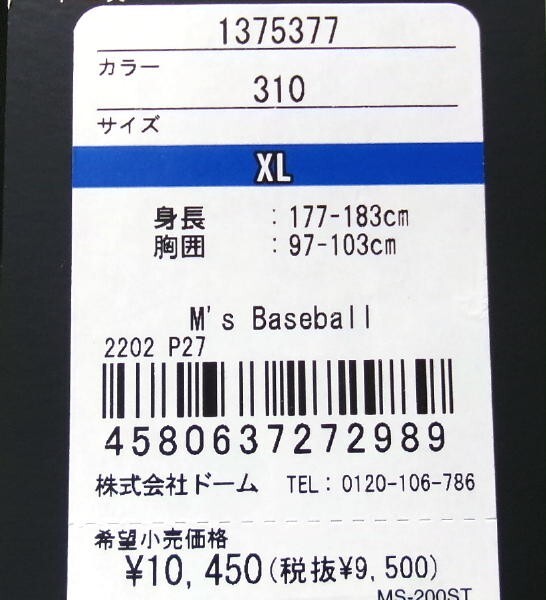 1375377
カラー
310
サイズ
XL
身長 : 177-183cm
胸囲 : 97-103cm
M's Baseball
2202 P27
4580637272989
株式会社ドーム TEL: 0120-106-786
希望小売価格
¥10,450(税抜¥9,500)
MS-200ST